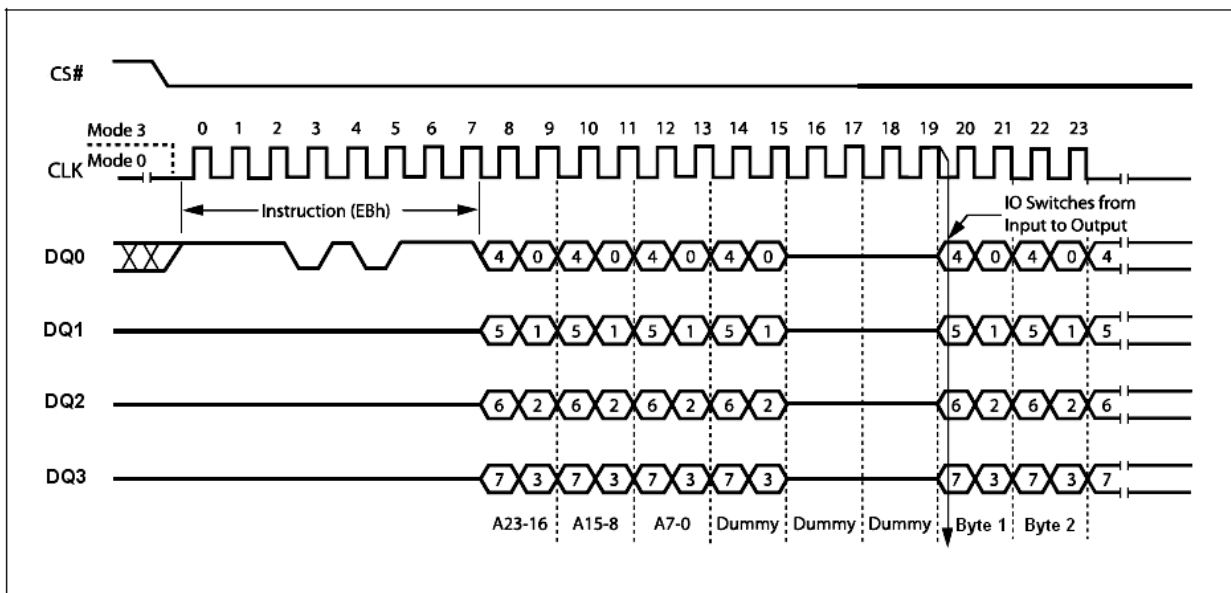 CS#
Mode 3
0 1 2 3 4 5 6 7 8 9 10 11 12 13 14 15 16 17 18 19 20 21 22 23
CLK
Mode 0
Instruction (EBh)
IO Switches from
Input to Output
DQ0
4 0 4 0 4 0 4 0 4 0 4 0 4
DQ1
5 1 5 1 5 1 5 1 5 1 5 1 5
DQ2
6 2 6 2 6 2 6 2 6 2 6 2 6
DQ3
7 3 7 3 7 3 7 3 7 3 7 3 7
A23-16 A15-8 A7-0 Dummy Dummy Dummy Byte 1 Byte 2